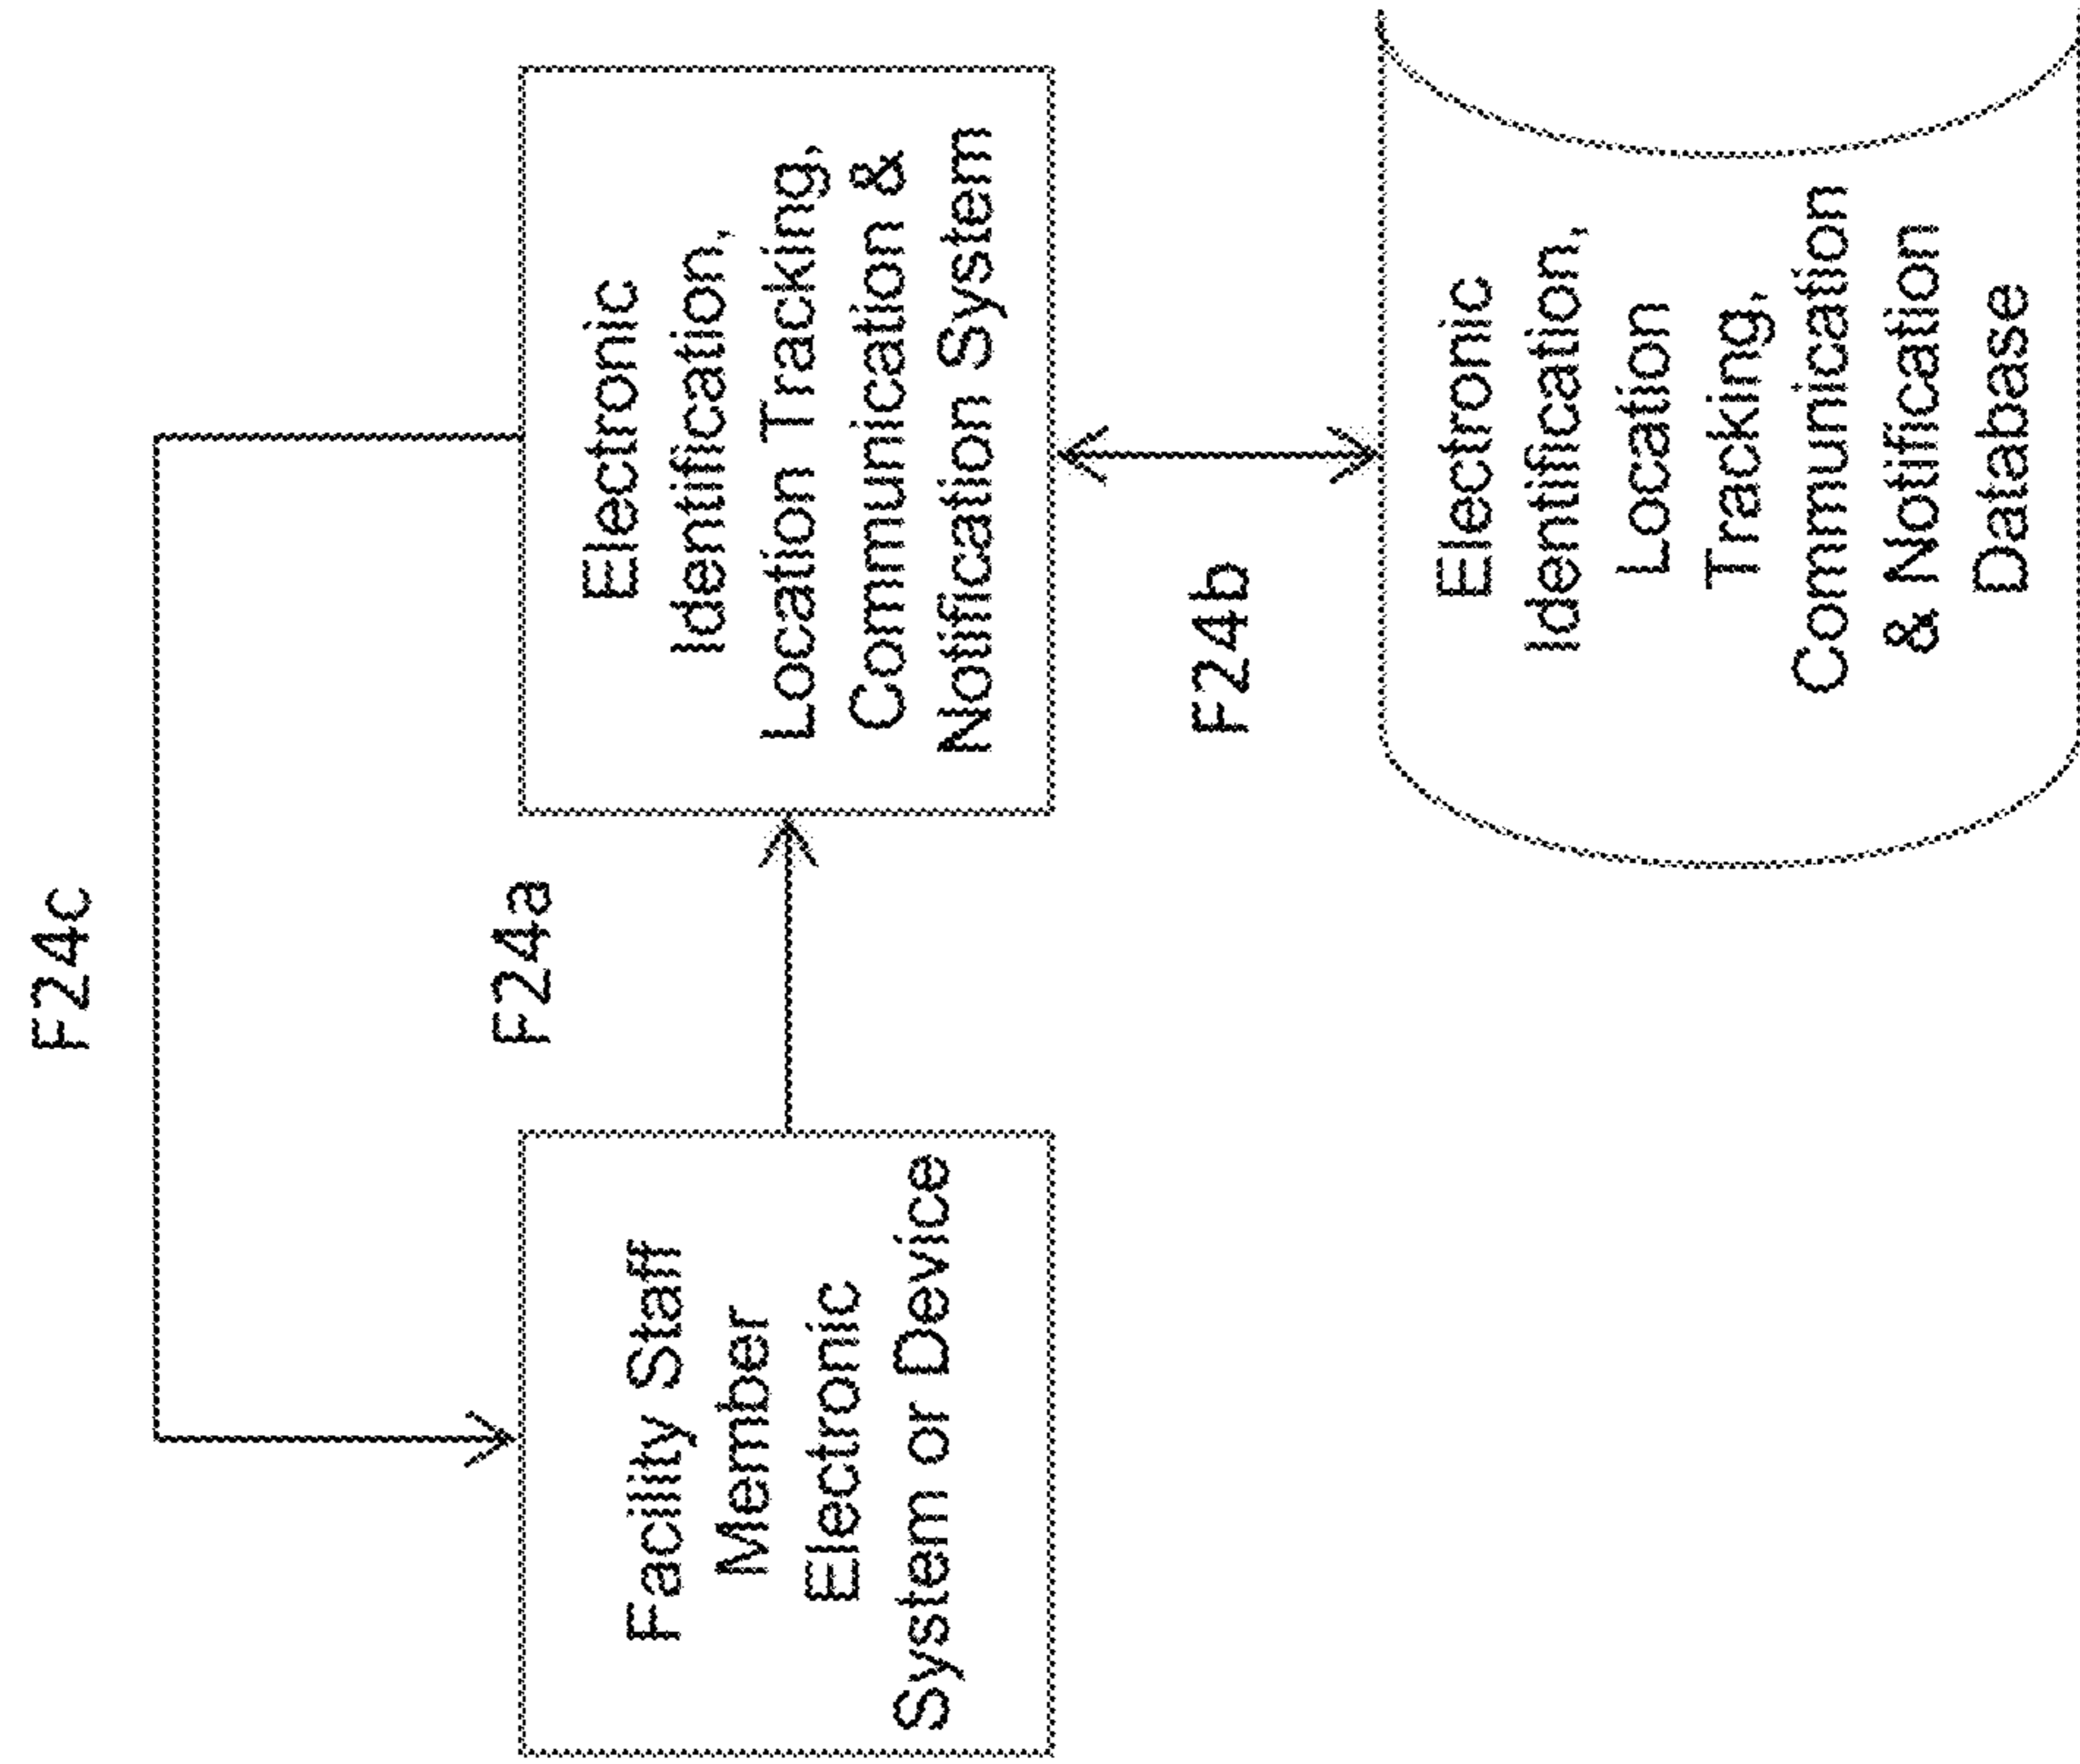 F24c
F24a
Facility Staff
Member
Electronic
System or Device
Electronic
Identification,
Location Tracking,
Communication &
Notification System
F24b
Electronic
Identification,
Location
Tracking,
Communication
& Notification
Database